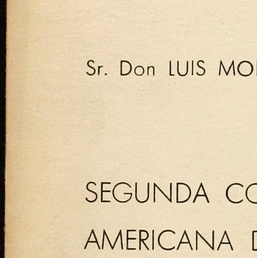 Sr. Don LUIS MO
SEGUNDA CO
AMERICANA D